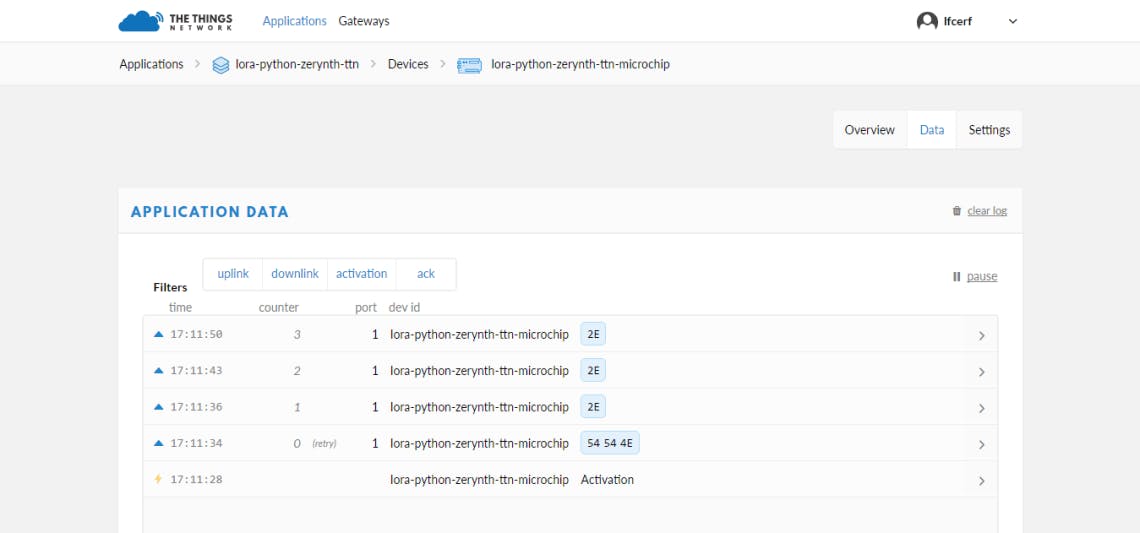 THE THINGS NETWORK Applications Gateways lfcerf
Applications lora-python-zerynth-ttn Devices lora-python-zerynth-ttn-microchip
Overview Data Settings
APPLICATION DATA clear log
Filters uplink downlink activation ack pause
time counter port dev id
17:11:50 3 1 lora-python-zerynth-ttn-microchip 2E
17:11:43 2 1 lora-python-zerynth-ttn-microchip 2E
17:11:36 1 1 lora-python-zerynth-ttn-microchip 2E
17:11:34 0 (retry) 1 lora-python-zerynth-ttn-microchip 54 54 4E
17:11:28 lora-python-zerynth-ttn-microchip Activation